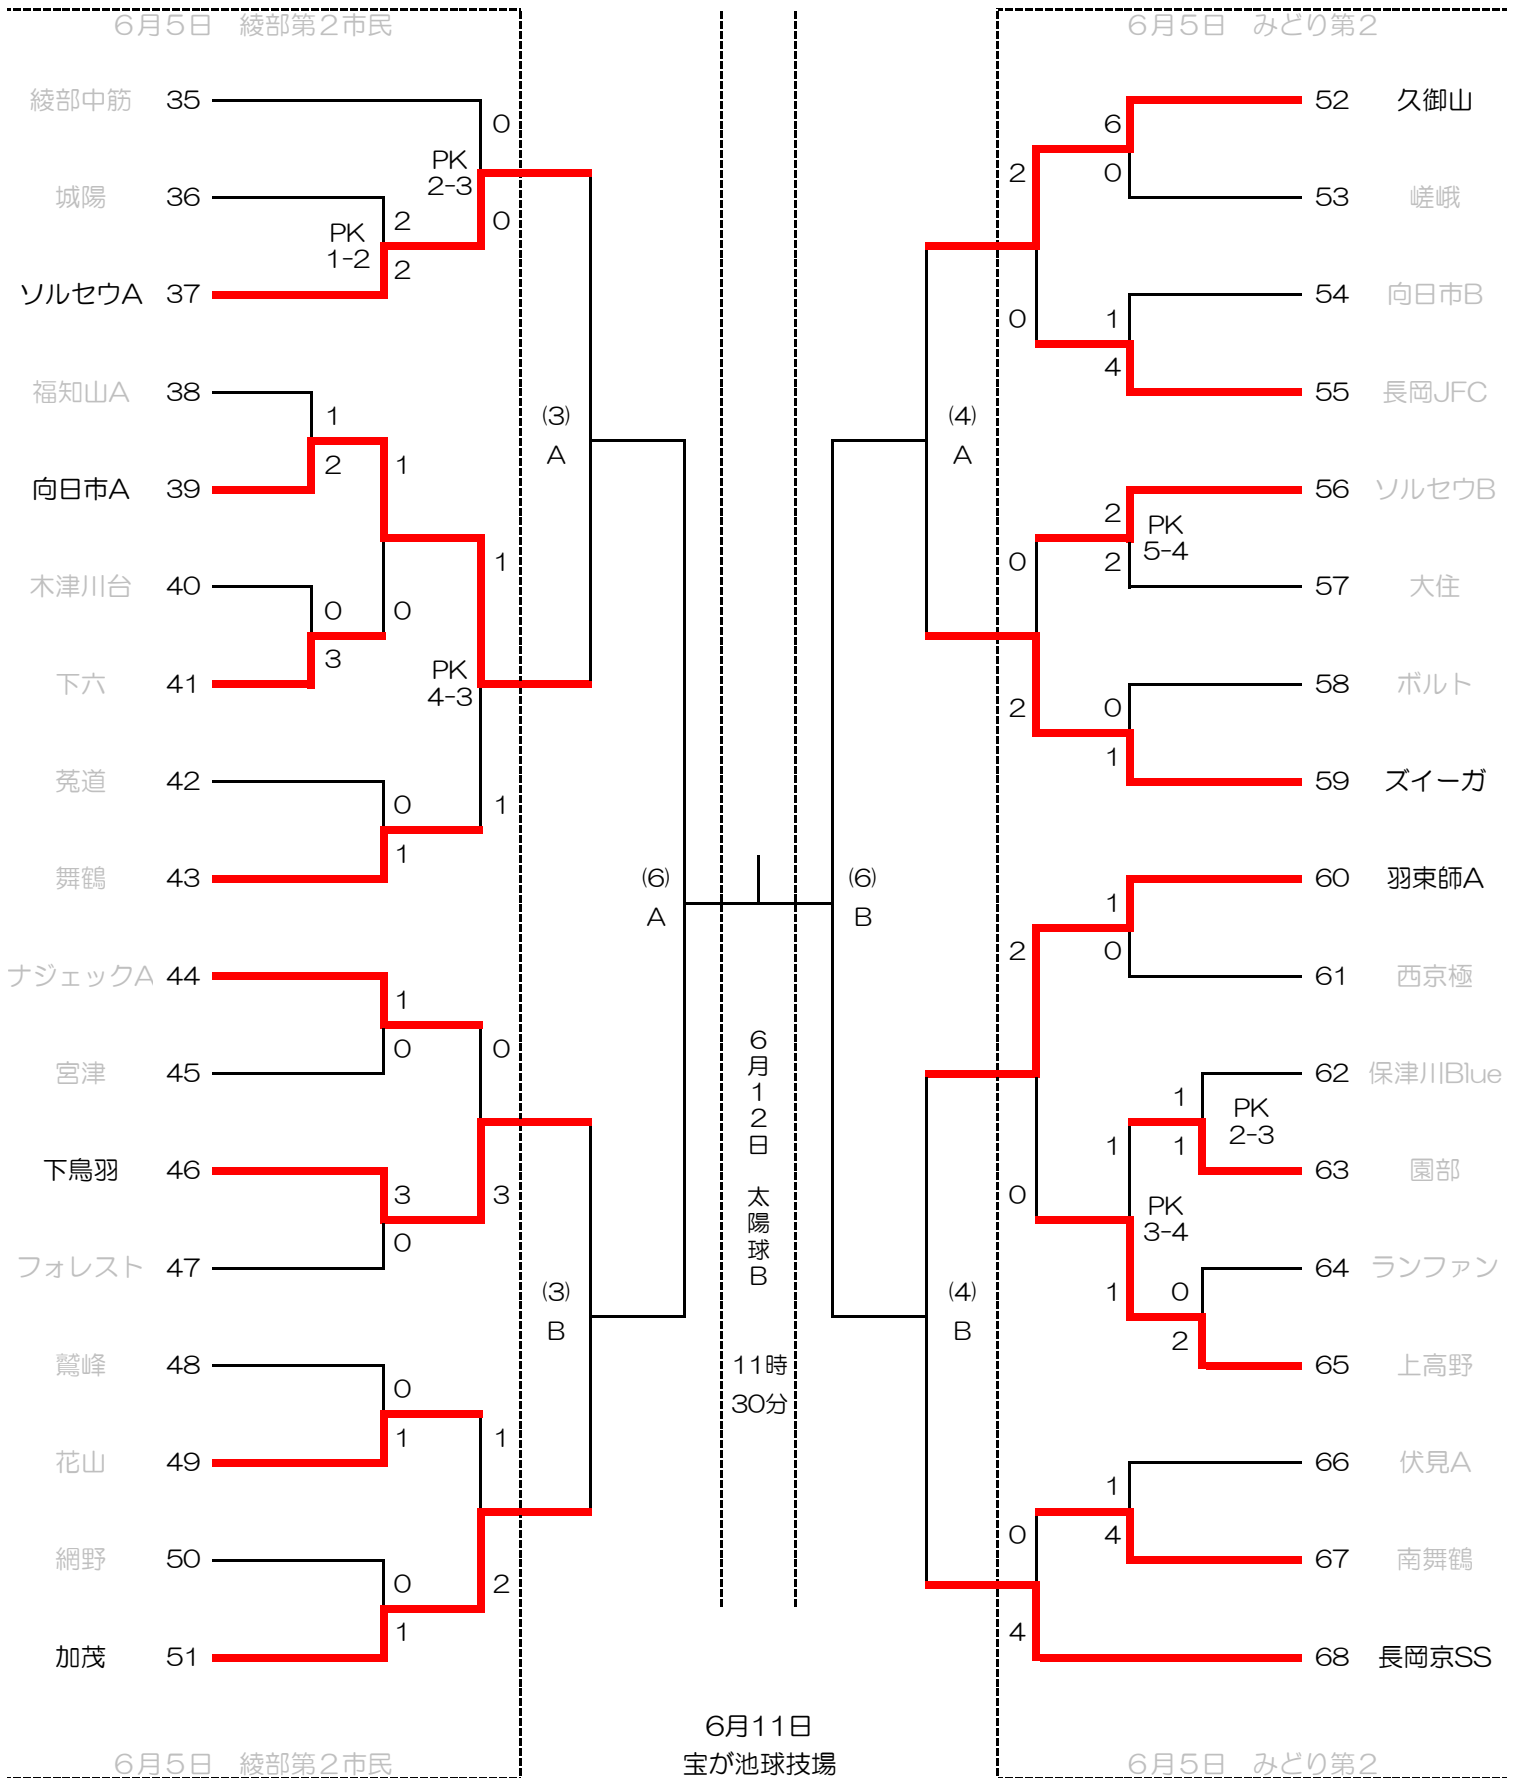 6月5日　綾部第2市民
綾部中筋 35
0
PK
2-3
城陽 36
2
0
PK
1-2
2
ソルセウA 37
福知山A 38
1
向日市A 39
2
1
木津川台 40
0
0
1
下六 41
3
PK
4-3
菟道 42
0
1
舞鶴 43
1
ナジェックA 44
1
宮津 45
0
0
下鳥羽 46
3
3
フォレスト 47
0
鷲峰 48
0
花山 49
1
1
網野 50
0
2
加茂 51
1
6月5日　綾部第2市民
(3)
A
(3)
B
(6)
A
6月12日　太陽球B
11時
30分
(6)
B
(4)
A
(4)
B
6月11日
宝が池球技場
6月5日　みどり第2
52 久御山
6
2
0
53 嵯峨
54 向日市B
0
1
4
55 長岡JFC
56 ソルセウB
2
PK
5-4
0
2
57 大住
58 ボルト
2
0
1
59 ズイーガ
60 羽束師A
1
2
0
61 西京極
62 保津川Blue
1
PK
2-3
1
1
63 園部
0
PK
3-4
64 ランファン
1
0
2
65 上高野
66 伏見A
1
0
4
67 南舞鶴
4
68 長岡京SS
6月5日　みどり第2